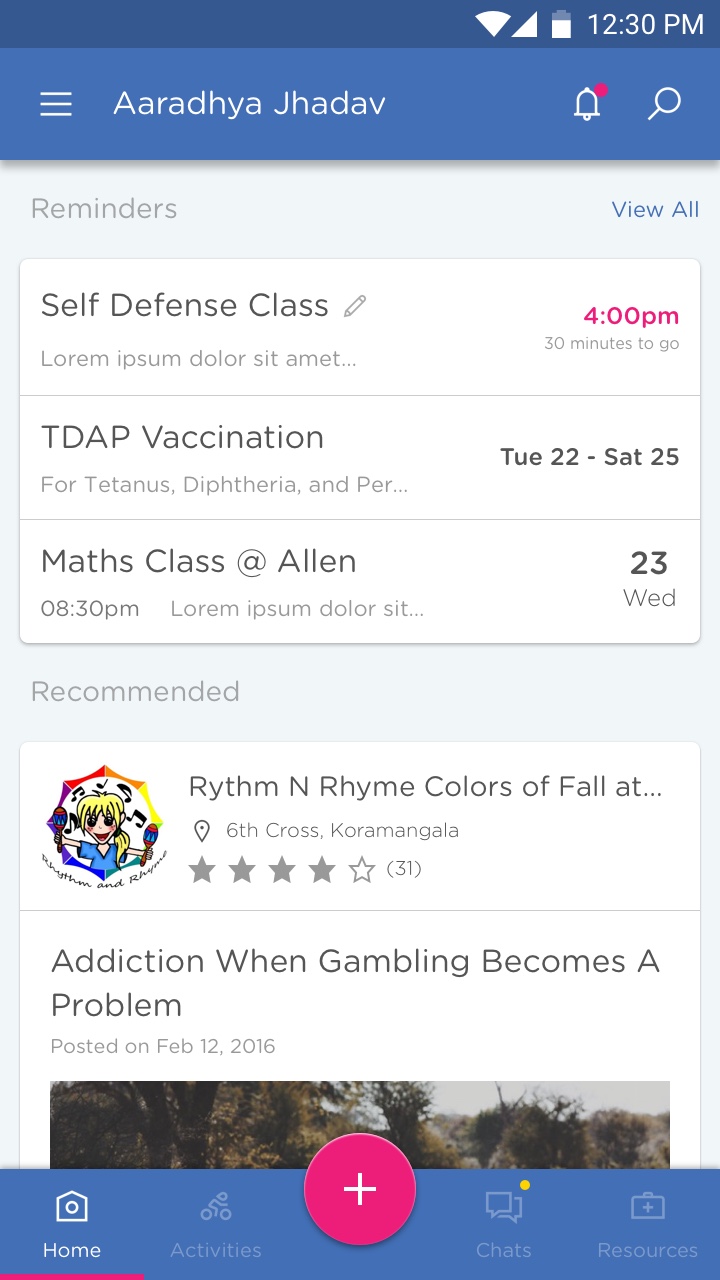 12:30 PM
Aaradhya Jhadav
Reminders
View All
Self Defense Class
4:00pm
Lorem ipsum dolor sit amet...
30 minutes to go
TDAP Vaccination
Tue 22 - Sat 25
For Tetanus, Diphtheria, and Per...
Maths Class @ Allen
23
08:30pm Lorem ipsum dolor sit...
Wed
Recommended
Rythm N Rhyme Colors of Fall at...
6th Cross, Koramangala
(31)
Rhythm and Rhyme
Addiction When Gambling Becomes A
Problem
Posted on Feb 12, 2016
Home
Activities
Chats
Resources